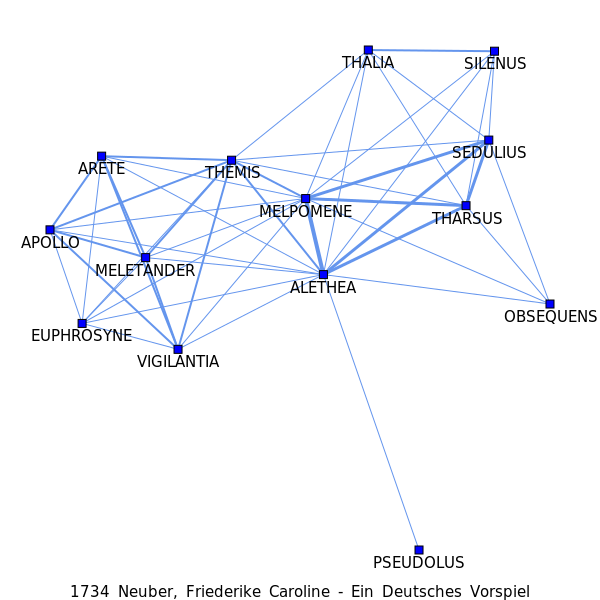 THALIA
SILENUS
SEDULIUS
ARETE
THEMIS
MELPOMENE
THARSUS
APOLLO
MELETANDER
ALETHEA
OBSEQUENS
EUPHROSYNE
VIGILANTIA
PSEUDOLUS
1734 Neuber, Friederike Caroline - Ein Deutsches Vorspiel